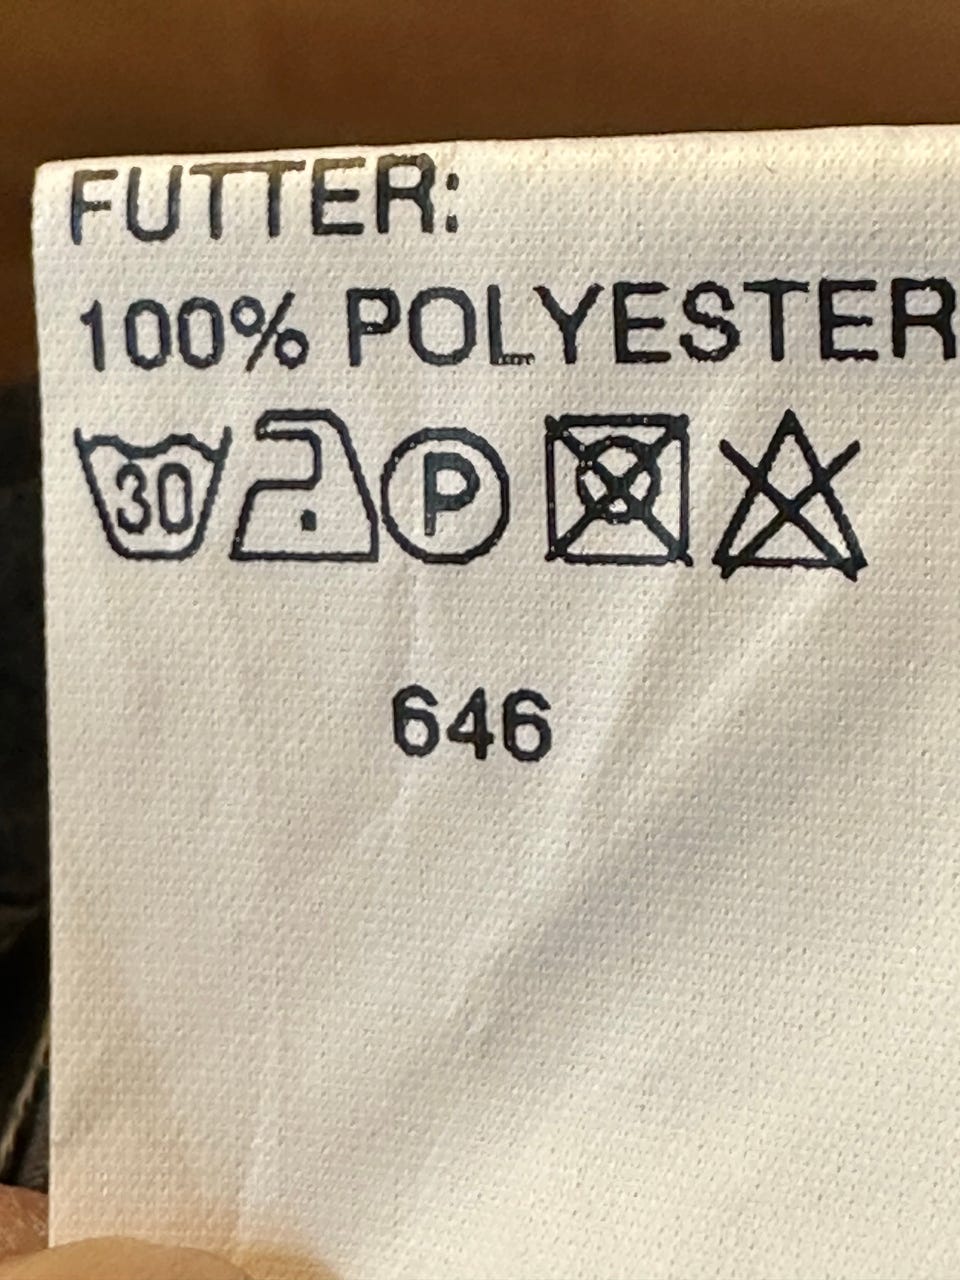 FUTTER:
100% POLYESTER
30 P
646